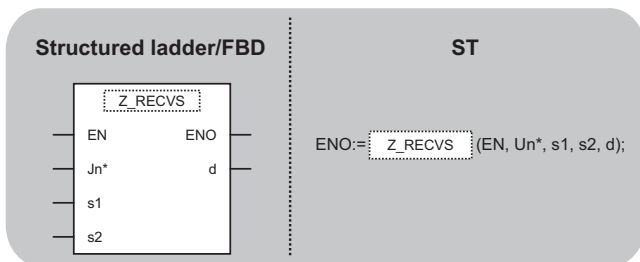 Structured ladder/FBD
ST
Z_RECVS
EN ENO
Jn* d
s1
s2
ENO:= Z_RECVS (EN, Un*, s1, s2, d);